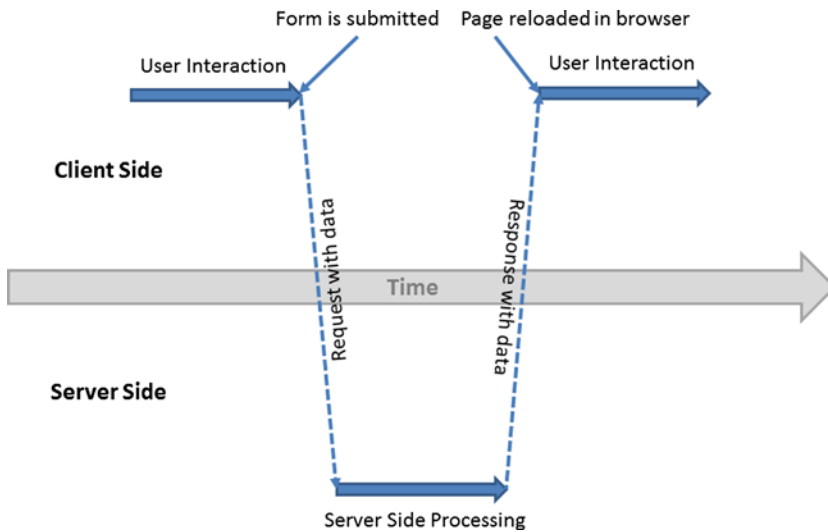 Form is submitted
Page reloaded in browser
User Interaction
User Interaction
Client Side
Request with data
Response with data
Time
Server Side
Server Side Processing